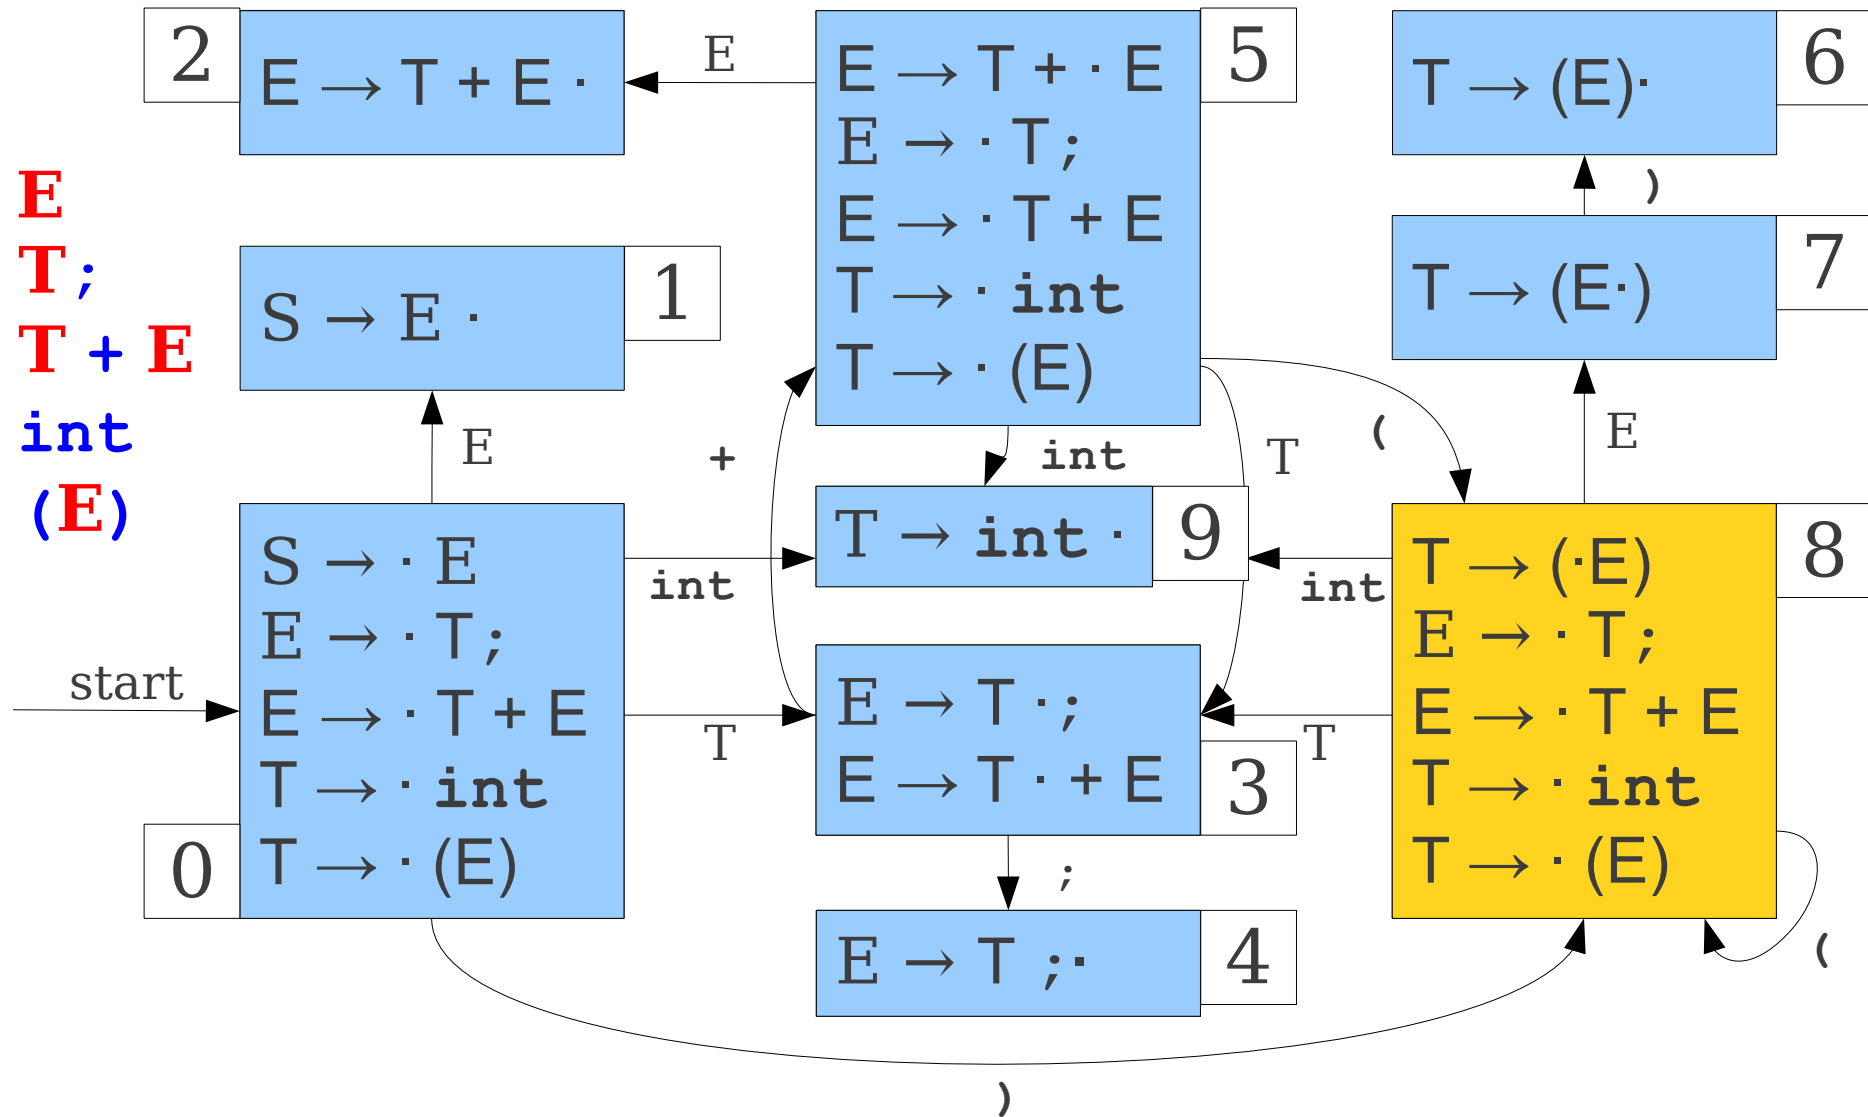 E
T ;
T + E
int
(E)
start
2
E → T + E ·
E
5
E → T + · E
E → · T ;
E → · T + E
T → · int
T → · (E)
6
T → (E)·
)
7
T → (E·)
1
S → E ·
E
+
int
T
(
E
0
S → · E
E → · T ;
E → · T + E
T → · int
T → · (E)
int
T
9
T → int ·
int
3
E → T · ;
E → T · + E
T
;
4
E → T ; ·
8
T → (·E)
E → · T ;
E → · T + E
T → · int
T → · (E)
(
)